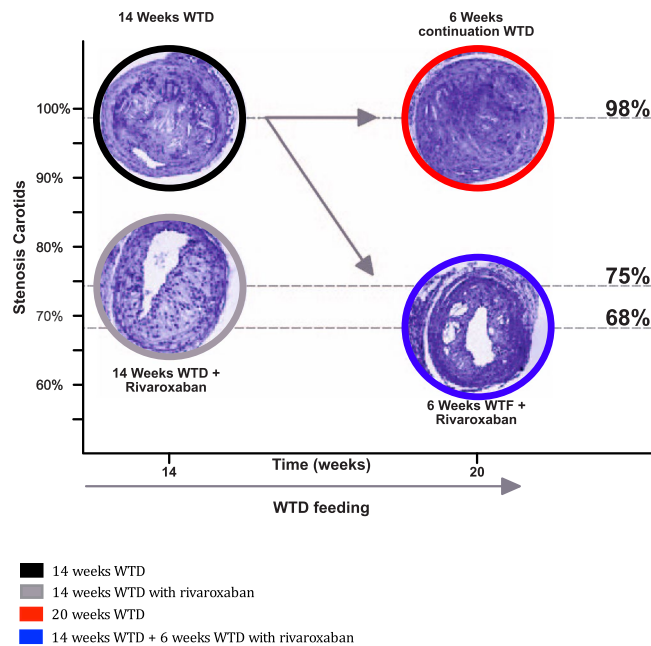 14 Weeks WTD
6 Weeks
continuation WTD
100%
98%
90%
Stenosis Carotids
80%
75%
70%
68%
14 Weeks WTD +
Rivaroxaban
60%
6 Weeks WTF +
Rivaroxaban
Time (weeks)
14
20
WTD feeding
14 weeks WTD
14 weeks WTD with rivaroxaban
20 weeks WTD
14 weeks WTD + 6 weeks WTD with rivaroxaban